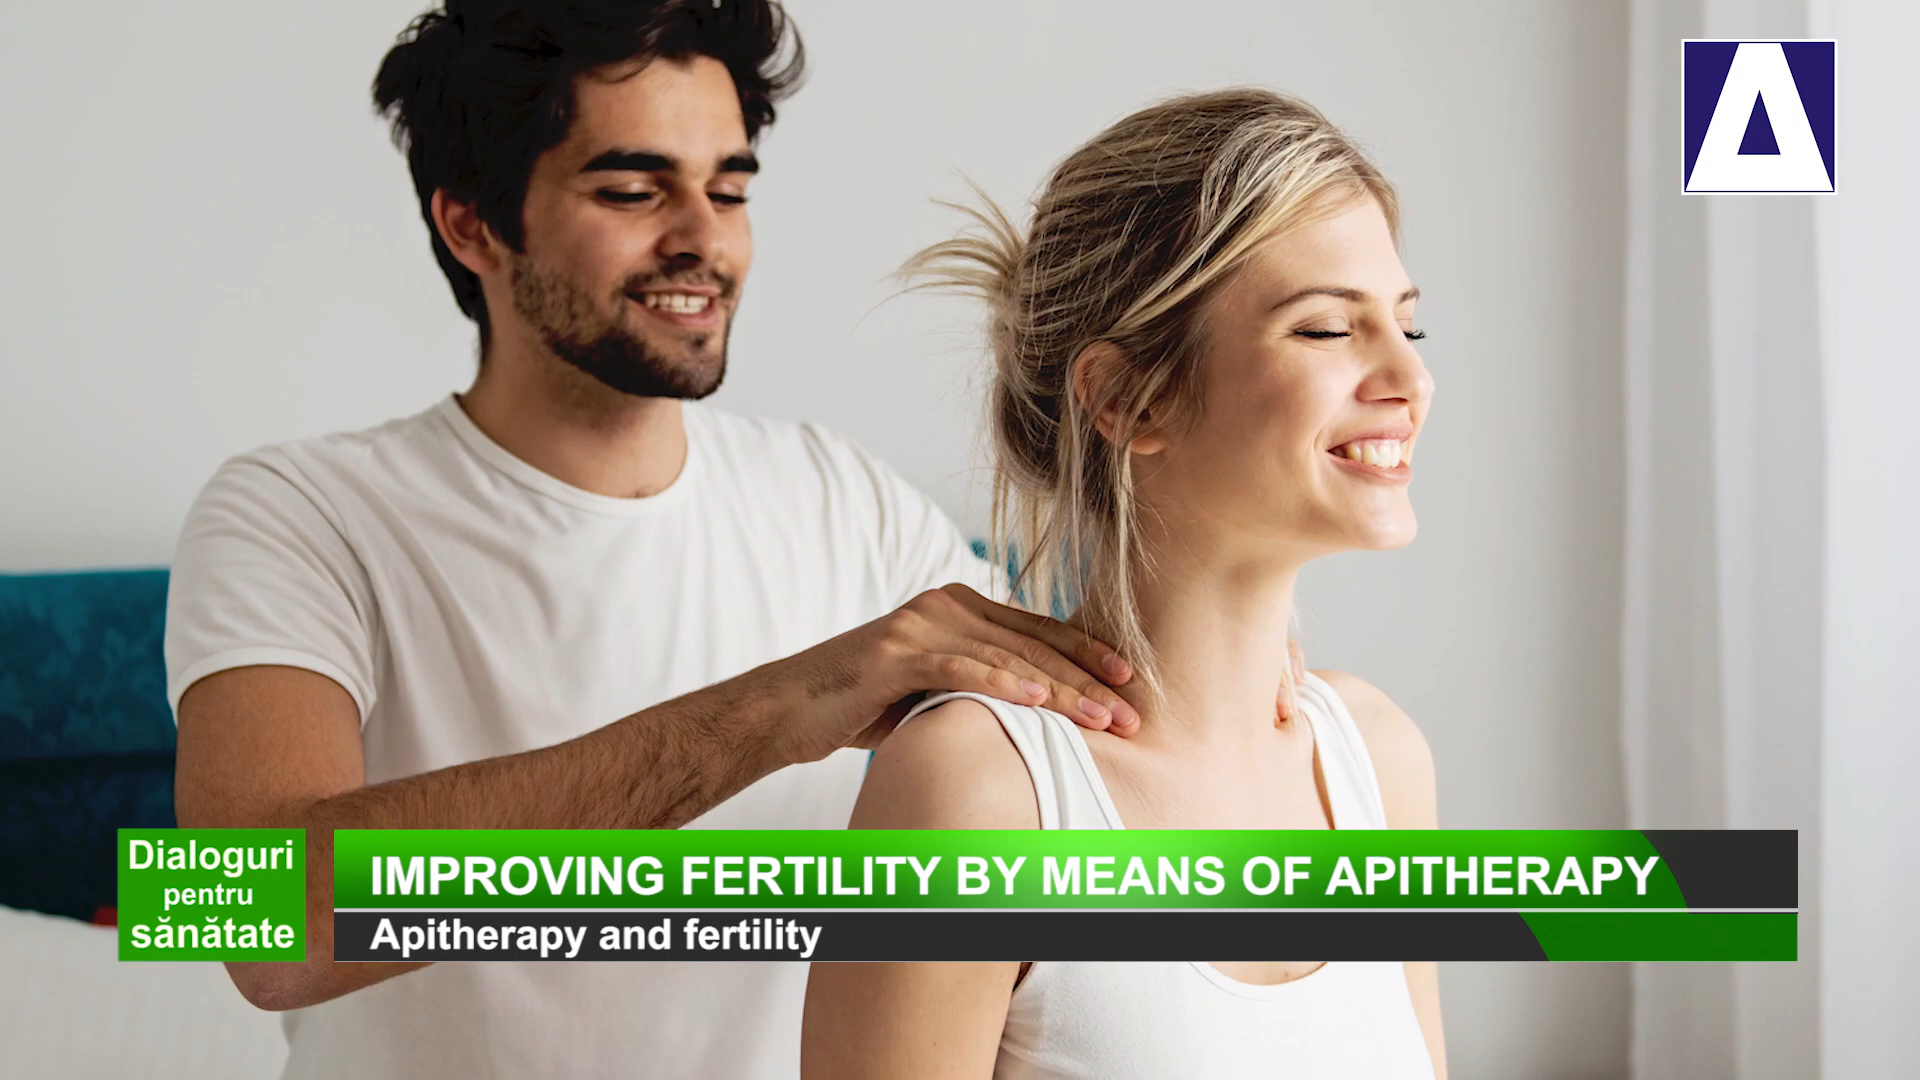 A
Dialoguri
pentru
sănătate
IMPROVING FERTILITY BY MEANS OF APITHERAPY
Apitherapy and fertility